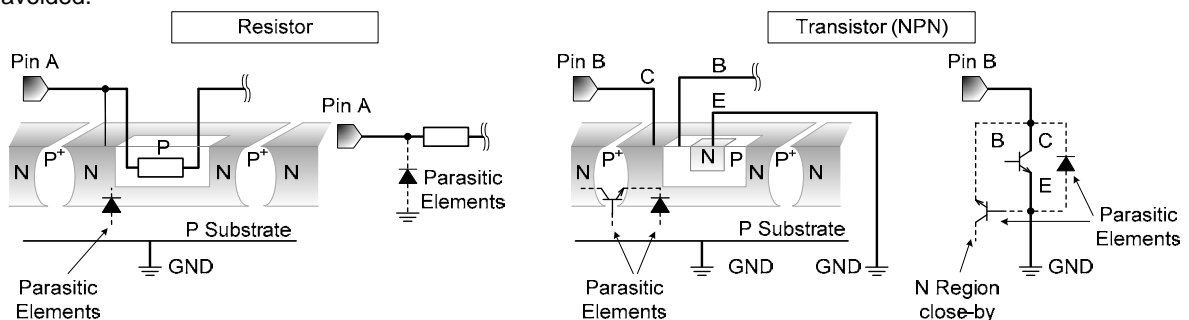 avoided.
Resistor
Transistor (NPN)
Pin A
Pin A
P
N
P+
N
N
P+
N
Parasitic
Elements
P Substrate
GND
Parasitic
Elements
Pin B
C
B
E
N
P+
N
N
P
N
P+
N
P Substrate
GND
GND
Parasitic
Elements
Pin B
B
C
E
Parasitic
Elements
GND
N Region
close-by